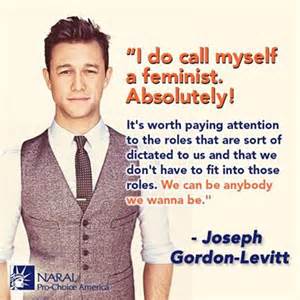 "I do call myself
a feminist.
Absolutely!
It's worth paying attention
to the roles that are sort of
dictated to us and that we
don't have to fit into those
roles. We can be anybody
we wanna be."
- Joseph
Gordon-Levitt
NARAL
Pro-Choice America